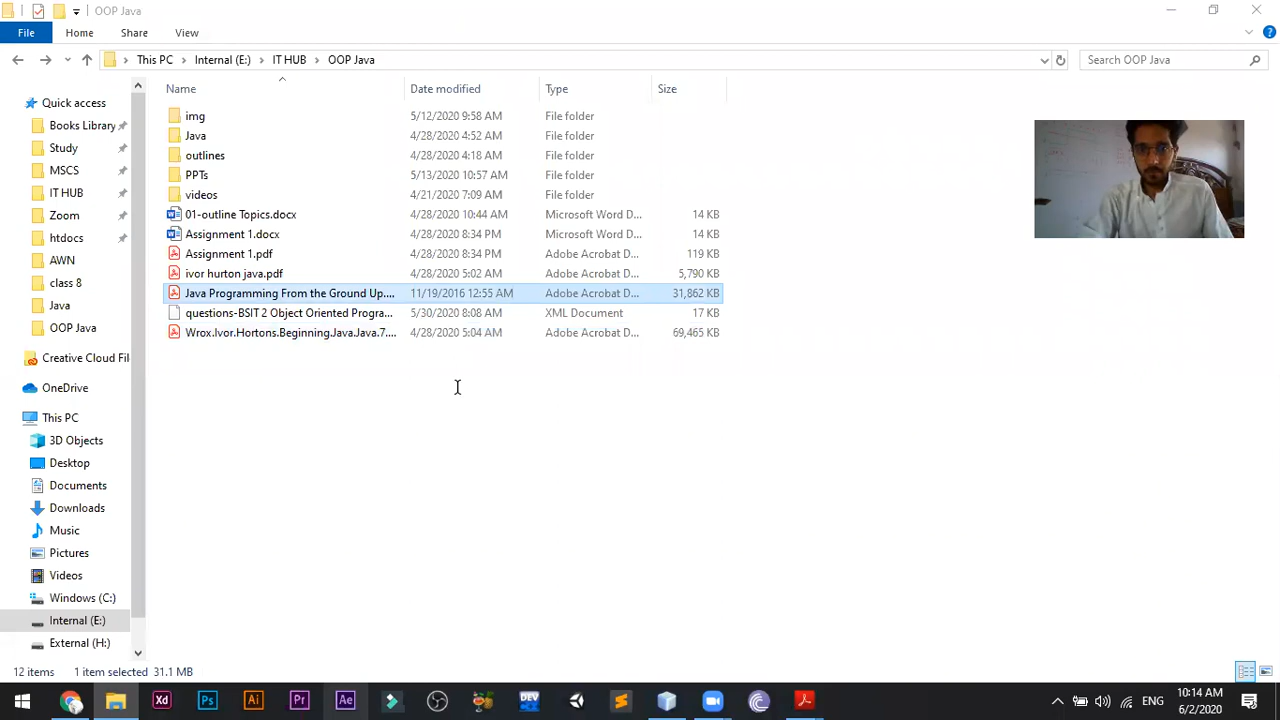 OOP Java
File Home Share View
This PC Internal (E:) IT HUB OOP Java
Search OOP Java
Name Date modified Type Size
Quick access
Books Library
Study
MSCS
IT HUB
Zoom
htdocs
AWN
class 8
Java
OOP Java
Creative Cloud Fil
OneDrive
This PC
3D Objects
Desktop
Documents
Downloads
Music
Pictures
Videos
Windows (C:)
Internal (E:)
External (H:)
img 5/12/2020 9:58 AM File folder
Java 4/28/2020 4:52 AM File folder
outlines 4/28/2020 4:18 AM File folder
PPTs 5/13/2020 10:57 AM File folder
videos 4/21/2020 7:09 AM File folder
01-outline Topics.docx 4/28/2020 10:44 AM Microsoft Word D... 14 KB
Assignment 1.docx 4/28/2020 8:34 PM Microsoft Word D... 14 KB
Assignment 1.pdf 4/28/2020 8:34 PM Adobe Acrobat D... 119 KB
ivor hurton java.pdf 4/28/2020 5:02 AM Adobe Acrobat D... 5,790 KB
Java Programming From the Ground Up.... 11/19/2016 12:55 AM Adobe Acrobat D... 31,862 KB
questions-BSIT 2 Object Oriented Progra... 5/30/2020 8:08 AM XML Document 17 KB
Wrox.Ivor.Hortons.Beginning.Java.Java.7.... 4/28/2020 5:04 AM Adobe Acrobat D... 69,465 KB
12 items 1 item selected 31.1 MB
Xd Ps Ai Pr Ae DEV
ENG
10:14 AM
6/2/2020